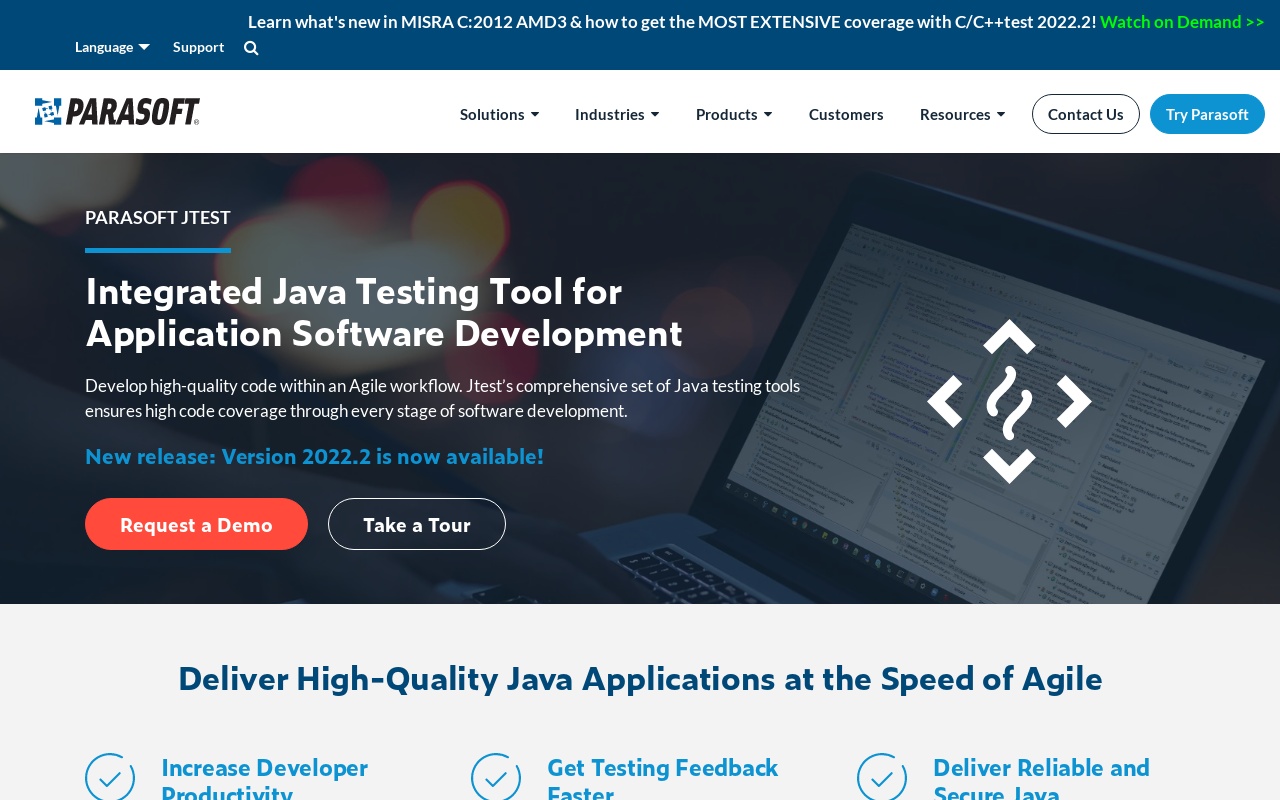 Learn what's new in MISRA C:2012 AMD3 & how to get the MOST EXTENSIVE coverage with C/C++test 2022.2! Watch on Demand >>
Language
Support
PARASOFT®
Solutions
Industries
Products
Customers
Resources
Contact Us
Try Parasoft
PARASOFT JTEST
Integrated Java Testing Tool for
Application Software Development
Develop high-quality code within an Agile workflow. Jtest’s comprehensive set of Java testing tools
ensures high code coverage through every stage of software development.
New release: Version 2022.2 is now available!
Request a Demo
Take a Tour
Deliver High-Quality Java Applications at the Speed of Agile
Increase Developer
Productivity
Get Testing Feedback
Faster
Deliver Reliable and
Secure Java